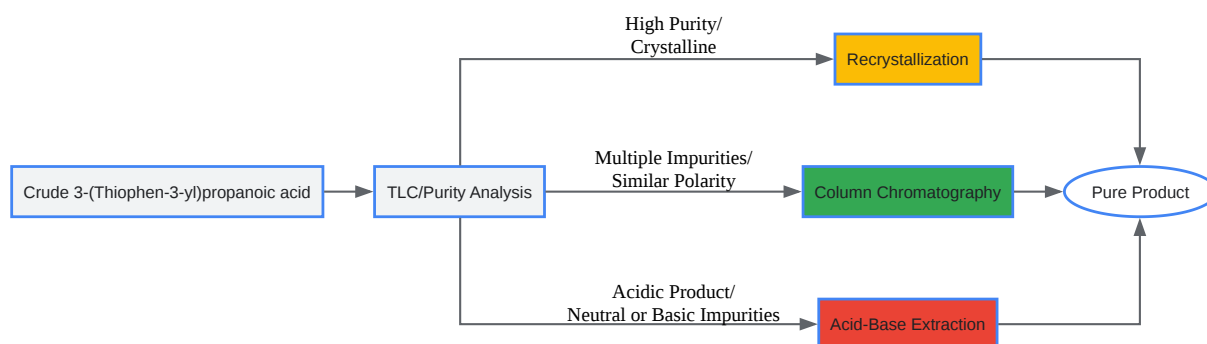 High Purity/
Crystalline
Recrystallization
Crude 3-(Thiophen-3-yl)propanoic acid
TLC/Purity Analysis
Multiple Impurities/
Similar Polarity
Column Chromatography
Pure Product
Acidic Product/
Neutral or Basic Impurities
Acid-Base Extraction